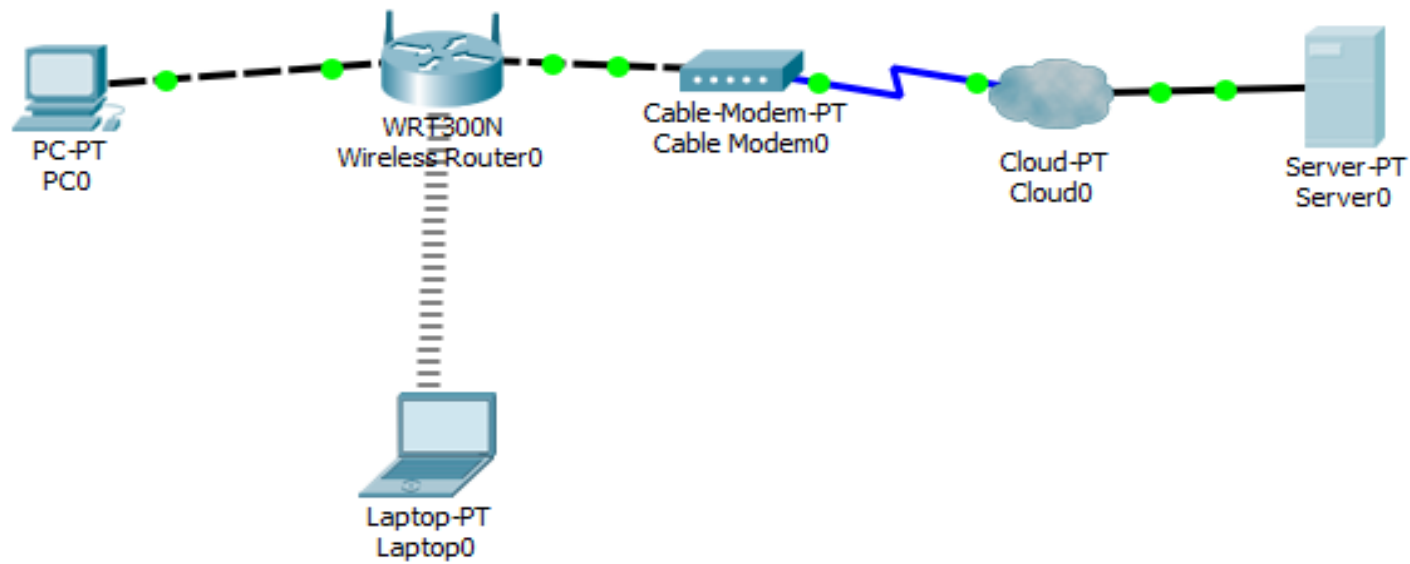 PC-PT
PC0
WRT300N
Wireless Router0
Cable-Modem-PT
Cable Modem0
Cloud-PT
Cloud0
Server-PT
Server0
Laptop-PT
Laptop0